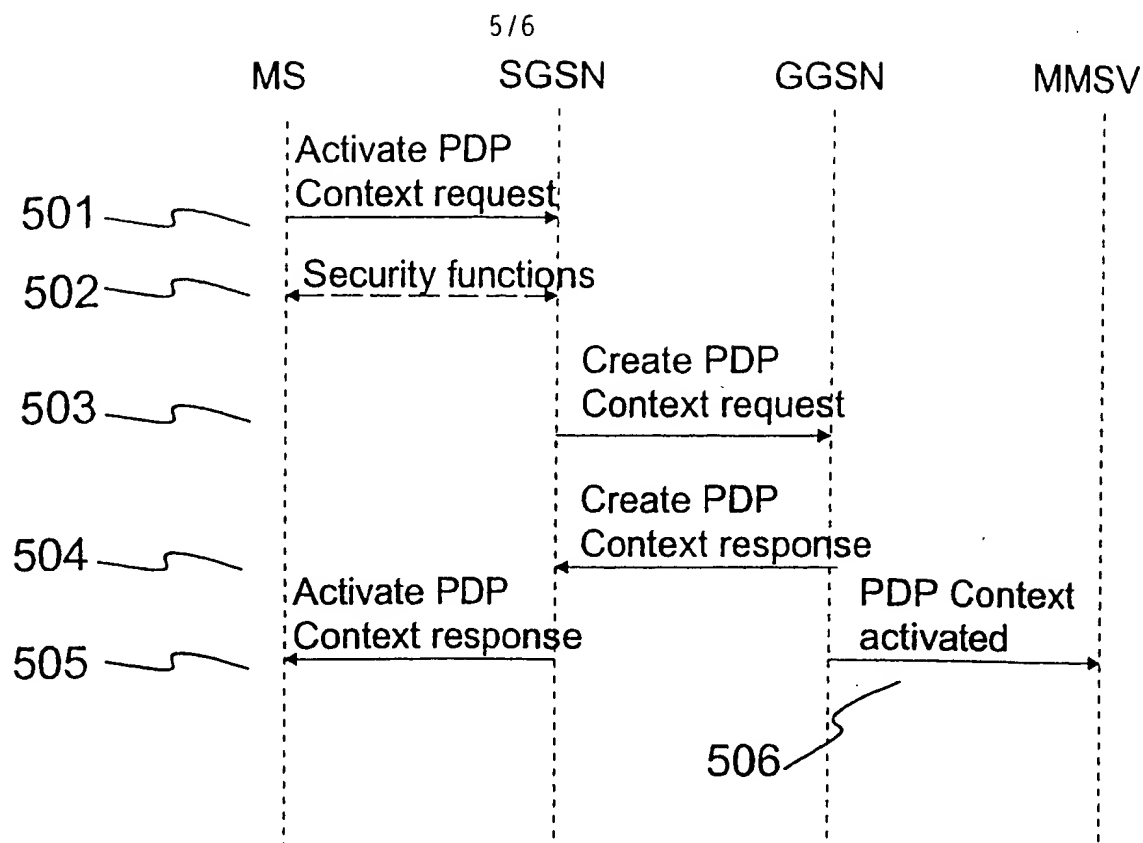 5/6
MS SGSN GGSN MMSV
Activate PDP
Context request
501
Security functions
502
Create PDP
Context request
503
Create PDP
Context response
504
Activate PDP
Context response
505
PDP Context
activated
506